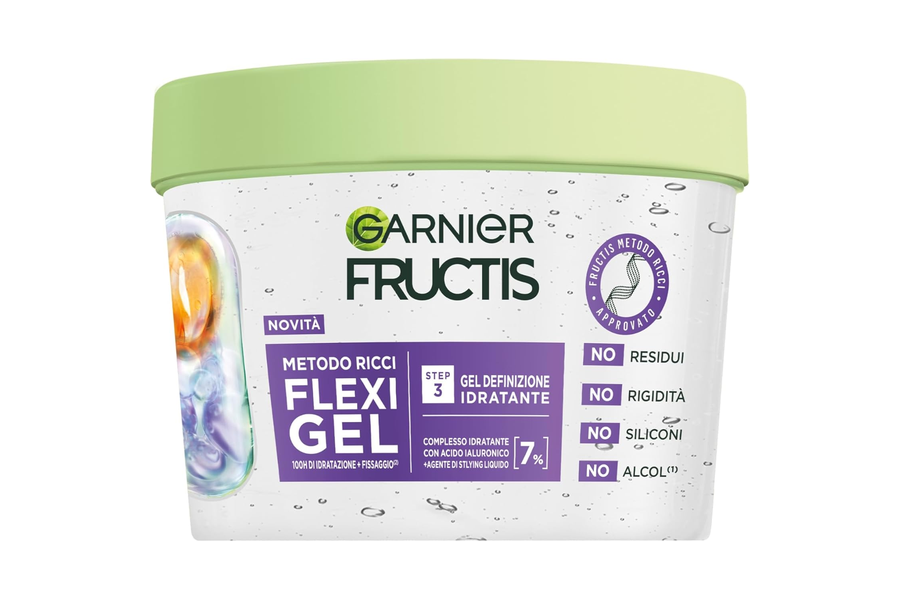 GARNIER
FRUCTIS
NOVITÀ
METODO RICCI
FLEXI
GEL
100H DI IDRATAZIONE + FISSAGGIO(2)
STEP
3
GEL DEFINIZIONE
IDRATANTE
COMPLESSO IDRATANTE
CON ACIDO IALURONICO
+AGENTE DI STLYING LIQUIDO
[7%]
FRUCTIS METODO RICCI
• APPROVATO •
NO RESIDUI
NO RIGIDITÀ
NO SILICONI
NO ALCOL(1)